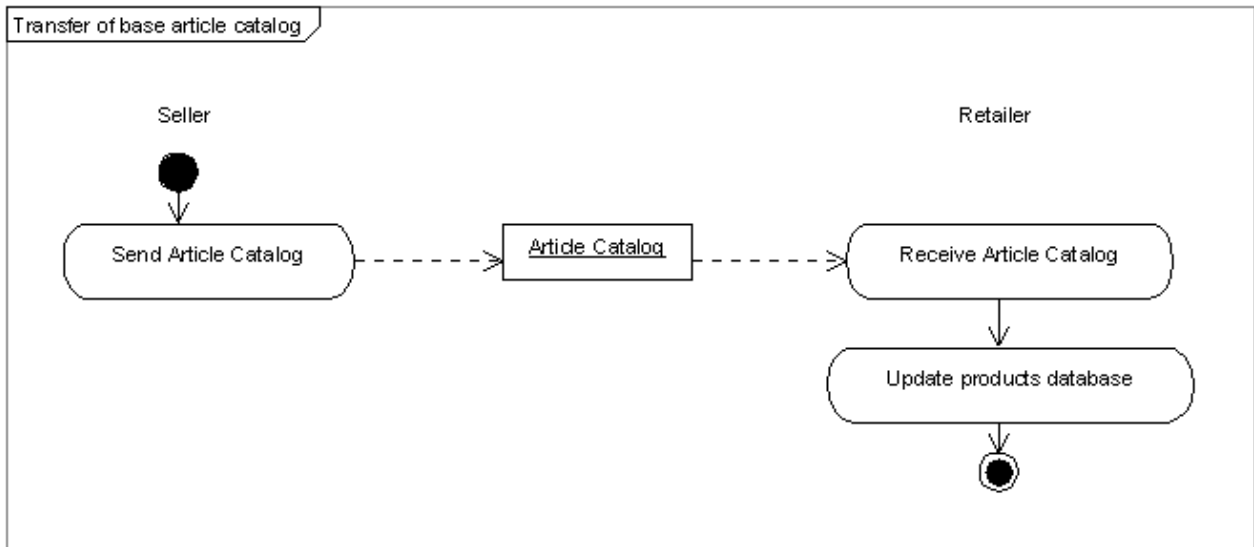 Transfer of base article catalog
Seller
Retailer
Send Article Catalog
Article Catalog
Receive Article Catalog
Update products database